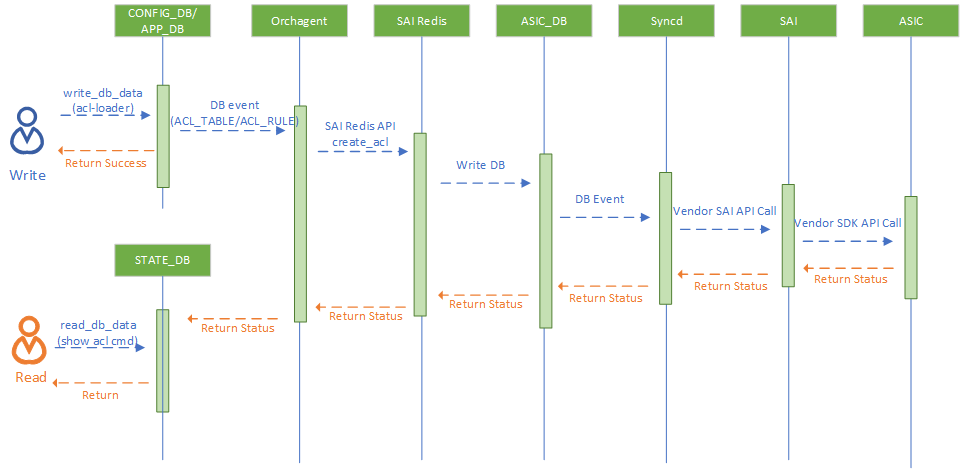 CONFIG_DB/
APP_DB
Orchagent
SAI Redis
ASIC_DB
Syncd
SAI
ASIC
write_db_data
(acl-loader)
DB event
(ACL_TABLE/ACL_RULE)
SAI Redis API
create_acl
Return Success
Write
Write DB
DB Event
Vendor SAI API Call
Vendor SDK API Call
STATE_DB
Return Status
Return Status
Return Status
Return Status
Return Status
Return Status
read_db_data
(show acl cmd)
Read
Return